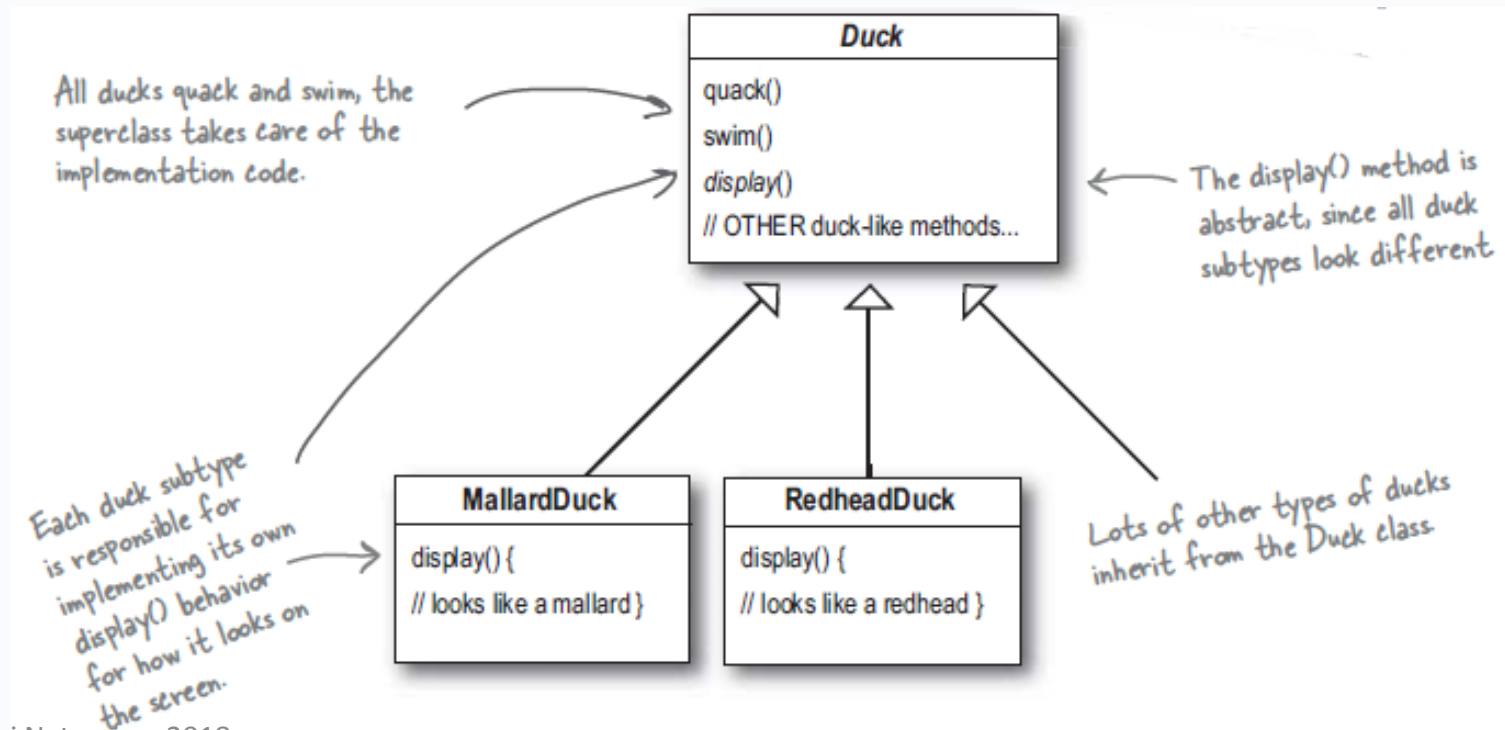 Duck
quack()
swim()
display()
// OTHER duck-like methods...
All ducks quack and swim, the
superclass takes care of the
implementation code.
The display() method is
abstract, since all duck
subtypes look different
Each duck subtype
is responsible for
implementing its own
display() behavior
for how it looks on
the screen.
MallardDuck
display() {
// looks like a mallard }
RedheadDuck
display() {
// looks like a redhead }
Lots of other types of ducks
inherit from the Duck class